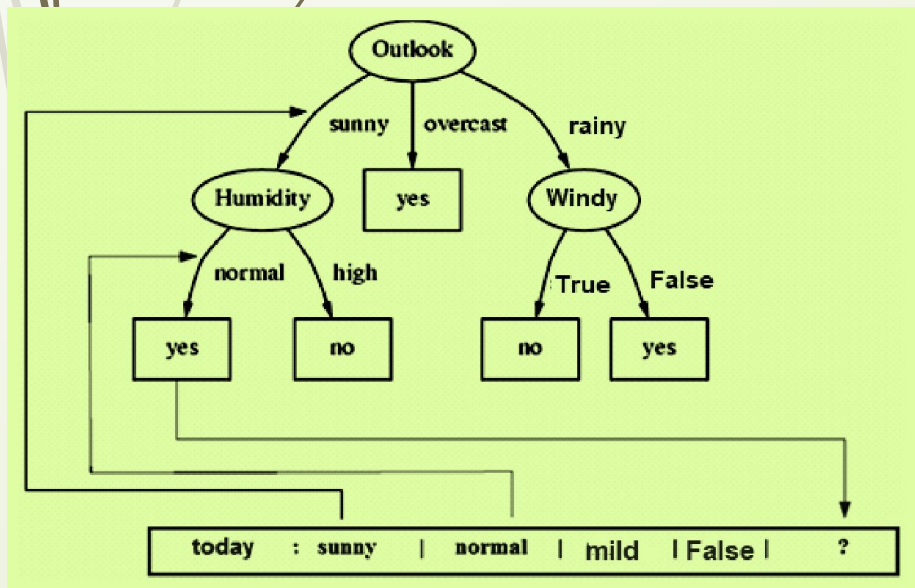 Outlook
sunny overcast rainy
Humidity yes Windy
normal high True False
yes no no yes
today : sunny | normal | mild | False | ?